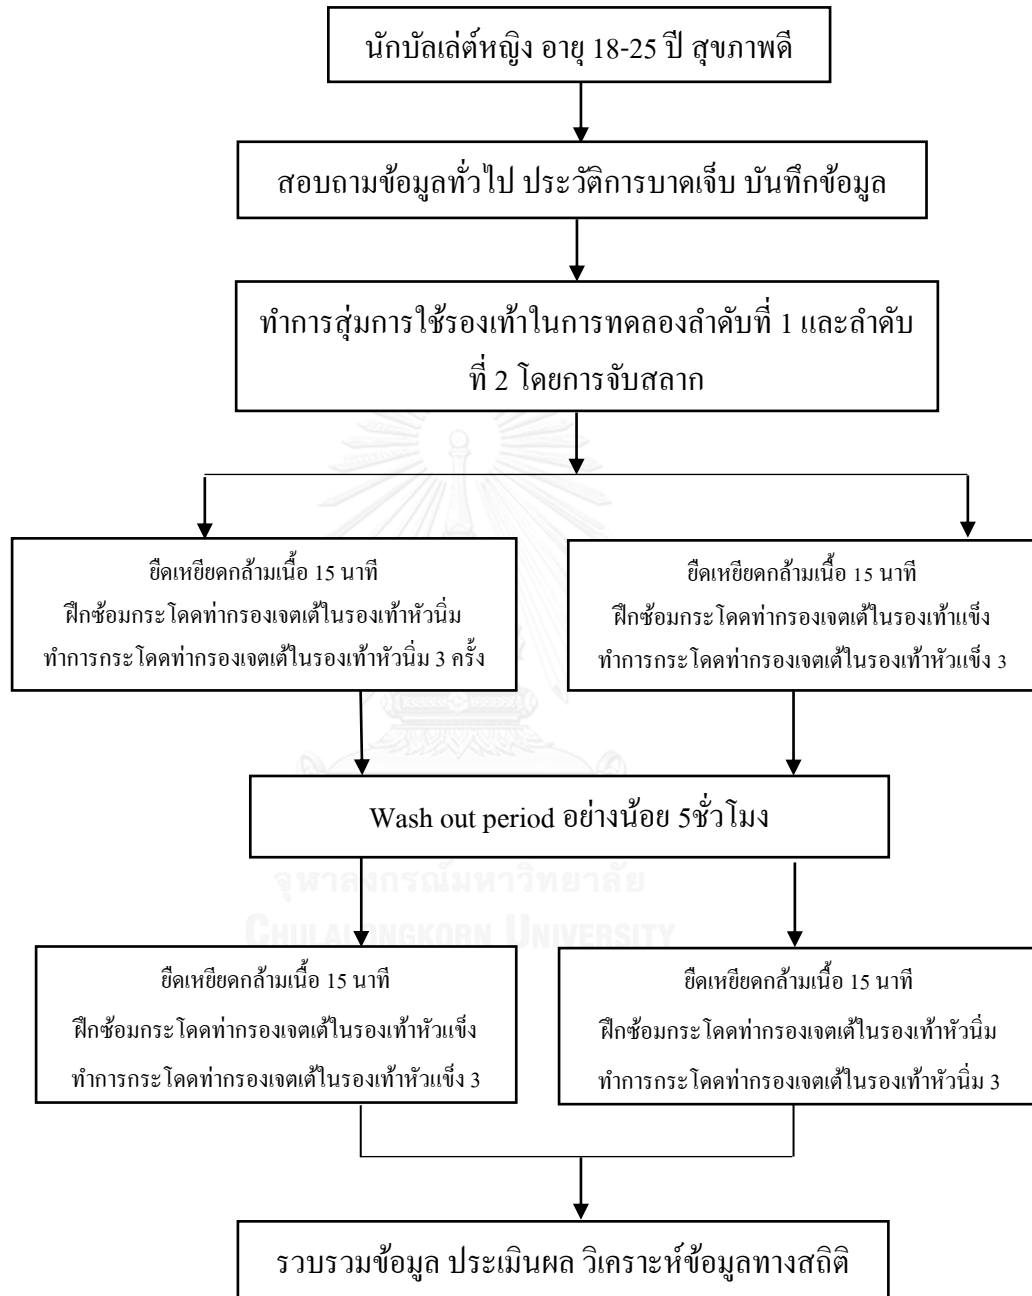 นักบัลเล่ต์หญิง อายุ 18-25 ปี สุขภาพดี
สอบถามข้อมูลทั่วไป ประวัติการบาดเจ็บ บันทึกข้อมูล
ทำการสุ่มการใช้รองเท้าในการทดลองลำดับที่ 1 และลำดับ
ที่ 2 โดยการจับสลาก
ยืดเหยียดกล้ามเนื้อ 15 นาที
ฝึกซ้อมกระโดดท่ากรองเจตเต้ในรองเท้าหัวนิ่ม
ทำการกระโดดท่ากรองเจตเต้ในรองเท้าหัวนิ่ม 3 ครั้ง
ยืดเหยียดกล้ามเนื้อ 15 นาที
ฝึกซ้อมกระโดดท่ากรองเจตเต้ในรองเท้าแข็ง
ทำการกระโดดท่ากรองเจตเต้ในรองเท้าหัวแข็ง 3
Wash out period อย่างน้อย 5ชั่วโมง
จุฬาลงกรณ์มหาวิทยาลัย
CHULALONGKORN UNIVERSITY
ยืดเหยียดกล้ามเนื้อ 15 นาที
ฝึกซ้อมกระโดดท่ากรองเจตเต้ในรองเท้าหัวแข็ง
ทำการกระโดดท่ากรองเจตเต้ในรองเท้าหัวแข็ง 3
ยืดเหยียดกล้ามเนื้อ 15 นาที
ฝึกซ้อมกระโดดท่ากรองเจตเต้ในรองเท้าหัวนิ่ม
ทำการกระโดดท่ากรองเจตเต้ในรองเท้าหัวนิ่ม 3
รวบรวมข้อมูล ประเมินผล วิเคราะห์ข้อมูลทางสถิติ